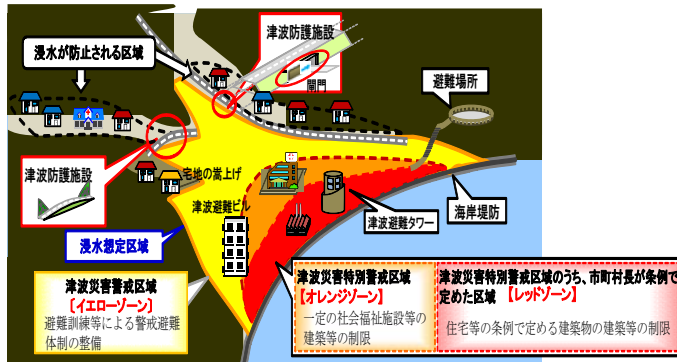 津波防護施設
閘門
浸水が防止される区域
避難場所
宅地の嵩上げ
津波防護施設
津波避難ビル
津波避難タワー
海岸堤防
浸水想定区域
津波災害警戒区域
［イエローゾーン］
避難訓練等による警戒避難
体制の整備
津波災害特別警戒区域
【オレンジゾーン】
一定の社会福祉施設等の
建築等の制限
津波災害特別警戒区域のうち、市町村長が条例で
定めた区域 【レッドゾーン】
住宅等の条例で定める建築物の建築等の制限